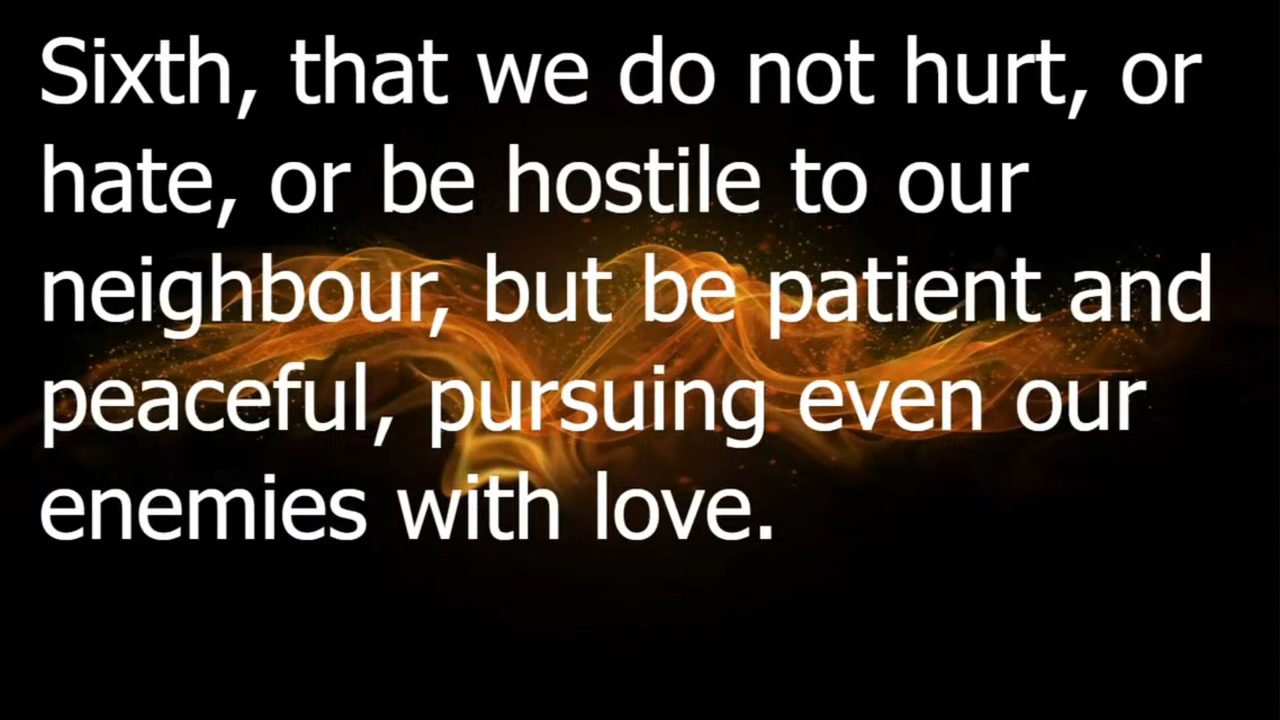 Sixth, that we do not hurt, or
hate, or be hostile to our
neighbour, but be patient and
peaceful, pursuing even our
enemies with love.